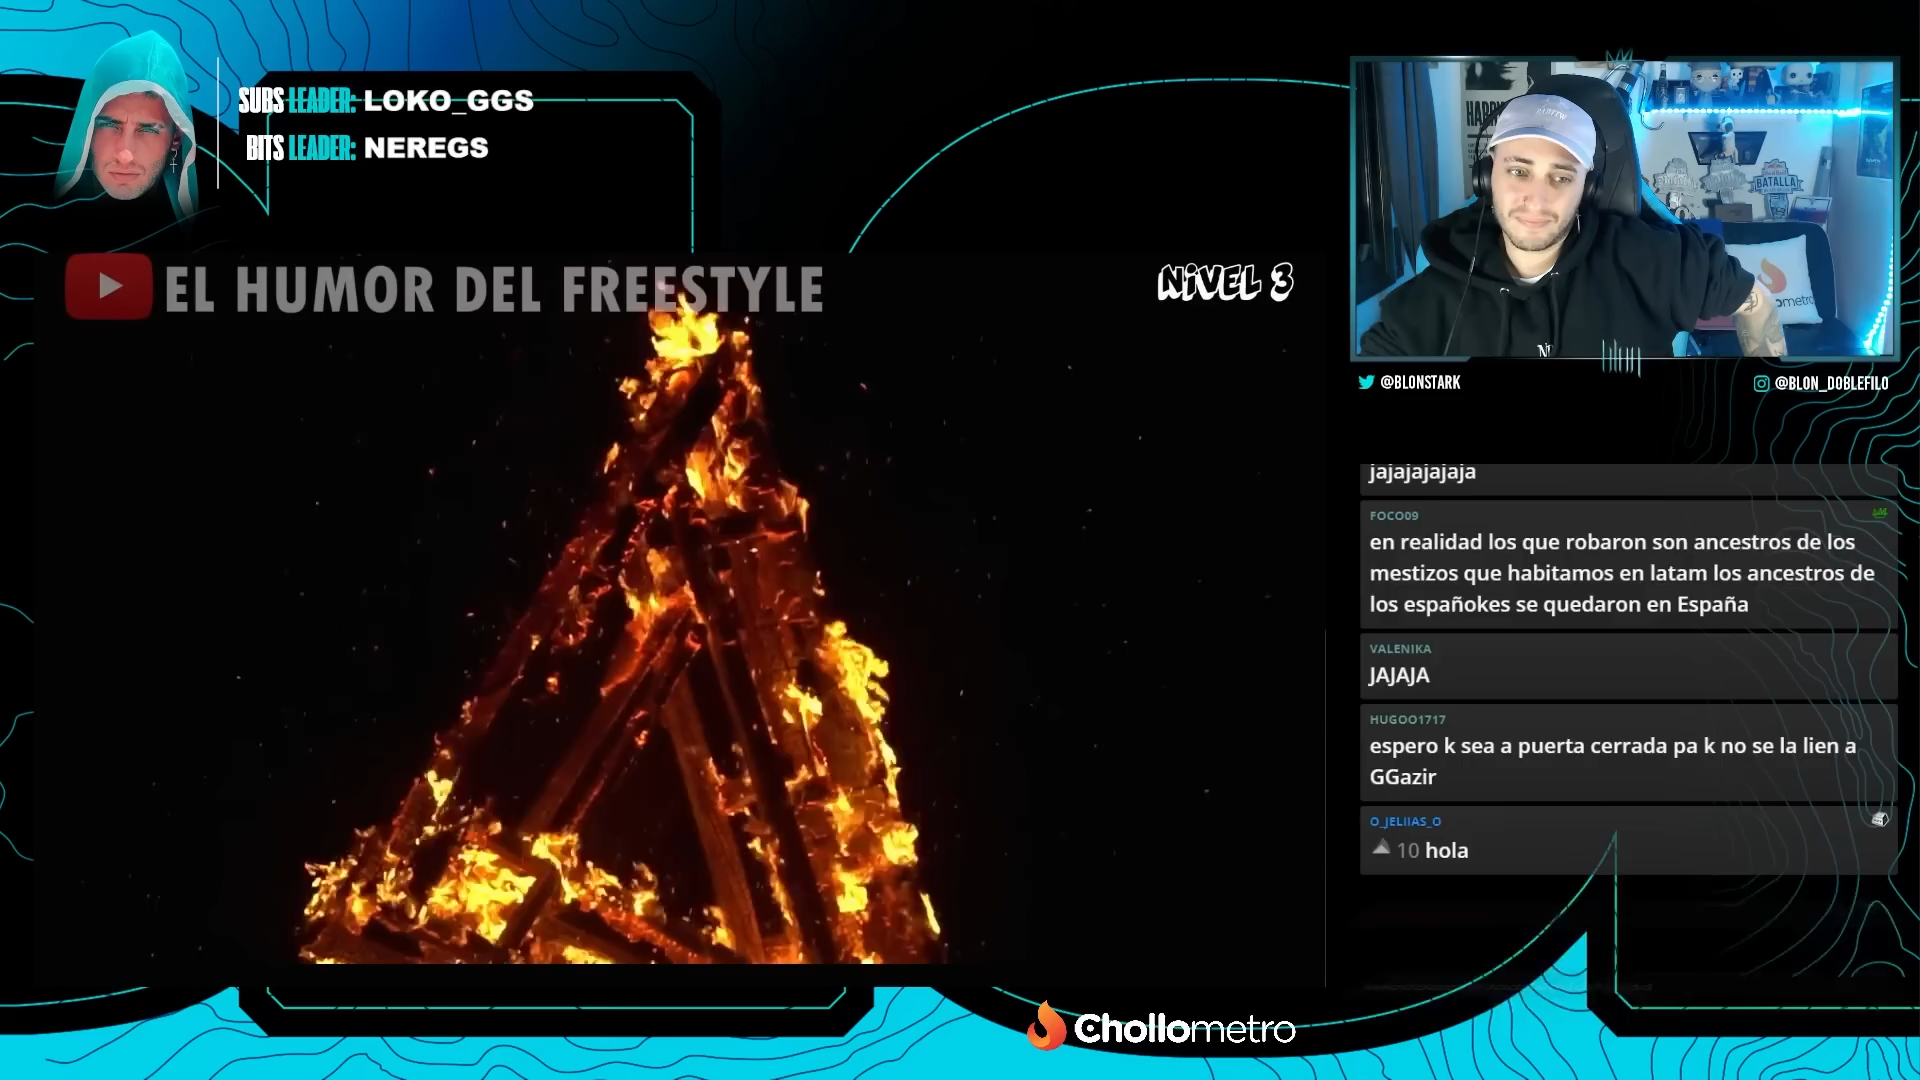 SUBS LEADER: LOKO_GGS
BITS LEADER: NEREGS
EL HUMOR DEL FREESTYLE
NIVEL 3
BATALLA
@BLONSTARK
@BLON_DOBLEFILO
jajajajajaja
FOCO09
en realidad los que robaron son ancestros de los
mestizos que habitamos en latam los ancestros de
los españokes se quedaron en España
VALENIKA
JAJAJA
HUGOO1717
espero k sea a puerta cerrada pa k no se la lien a
GGazir
O_JELIIAS_O
10 hola
Chollometro